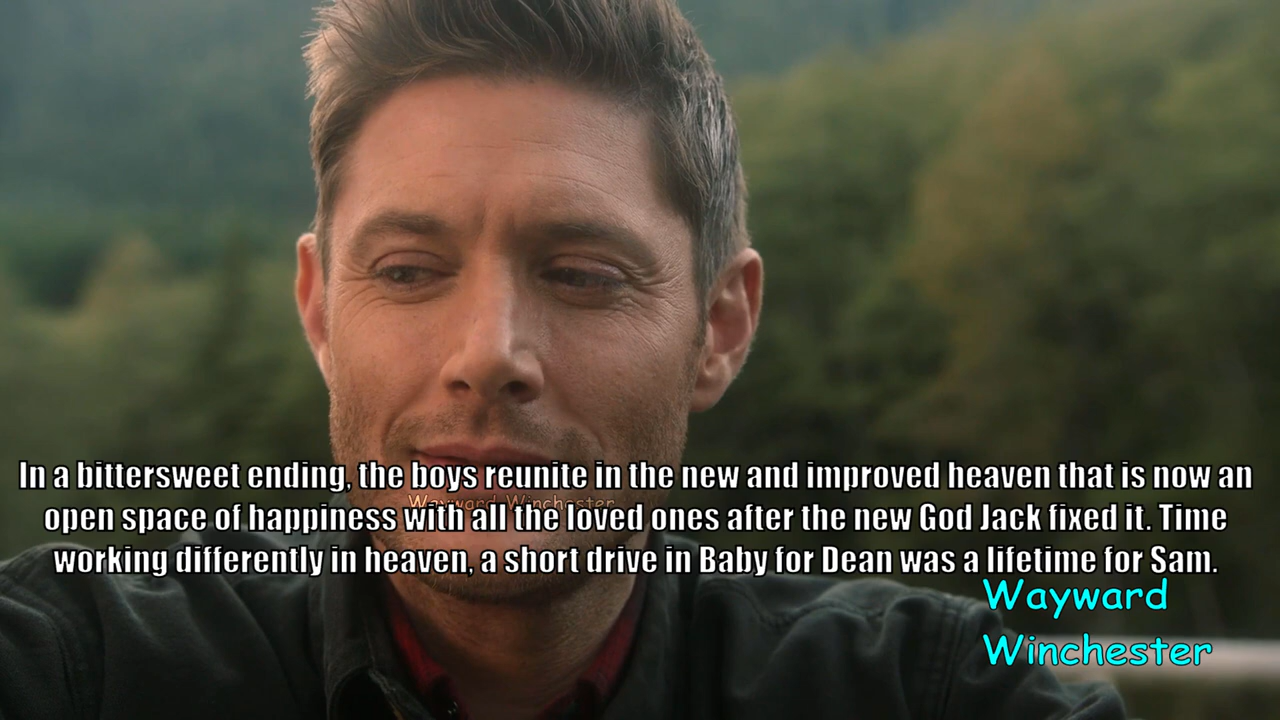 In a bittersweet ending, the boys reunite in the new and improved heaven that is now an
Wayward Winchester
open space of happiness with all the loved ones after the new God Jack fixed it. Time
working differently in heaven, a short drive in Baby for Dean was a lifetime for Sam.
Wayward
Winchester